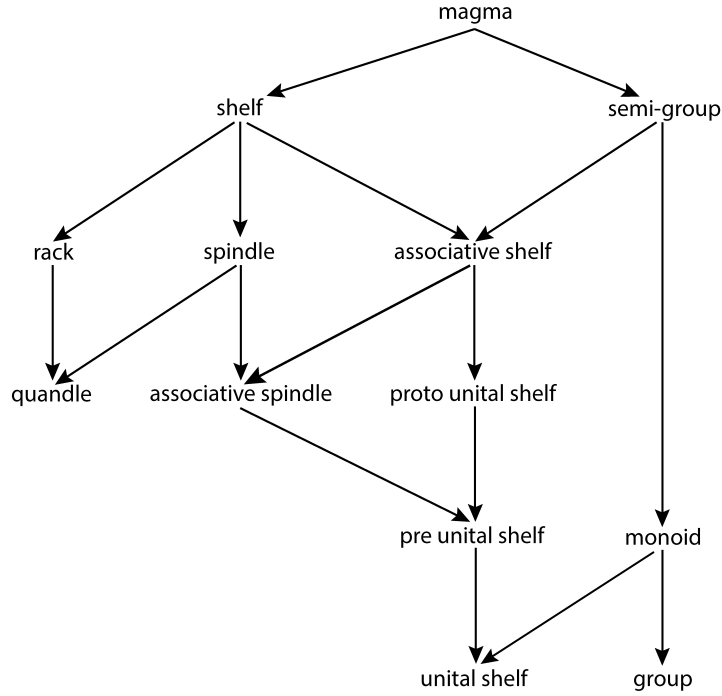 magma
shelf
semi-group
rack
spindle
associative shelf
quandle
associative spindle
proto unital shelf
pre unital shelf
monoid
unital shelf
group